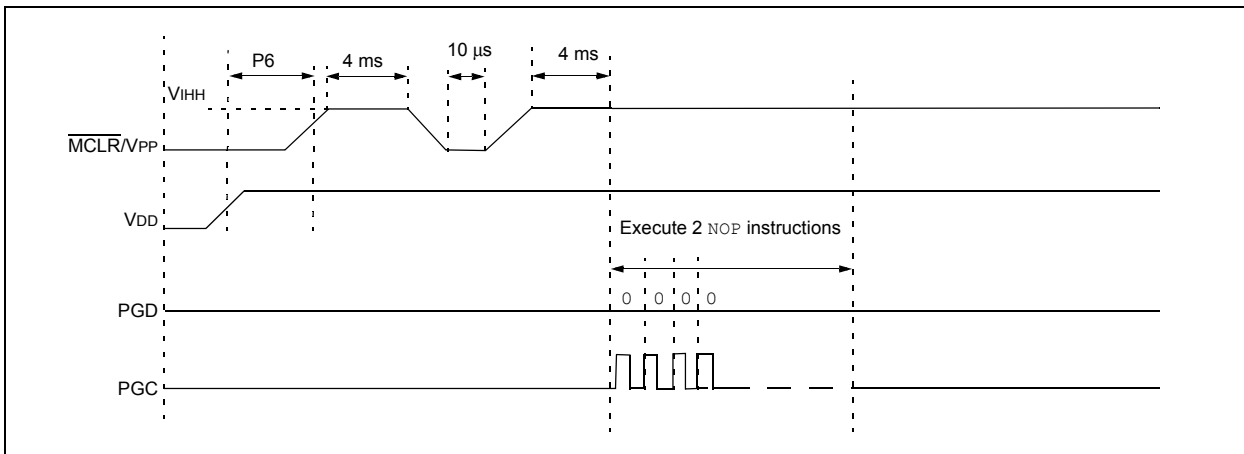 P6
4 ms
10 µs
4 ms
VIHH
MCLR/VPP
VDD
Execute 2 NOP instructions
0 0 0 0
PGD
PGC